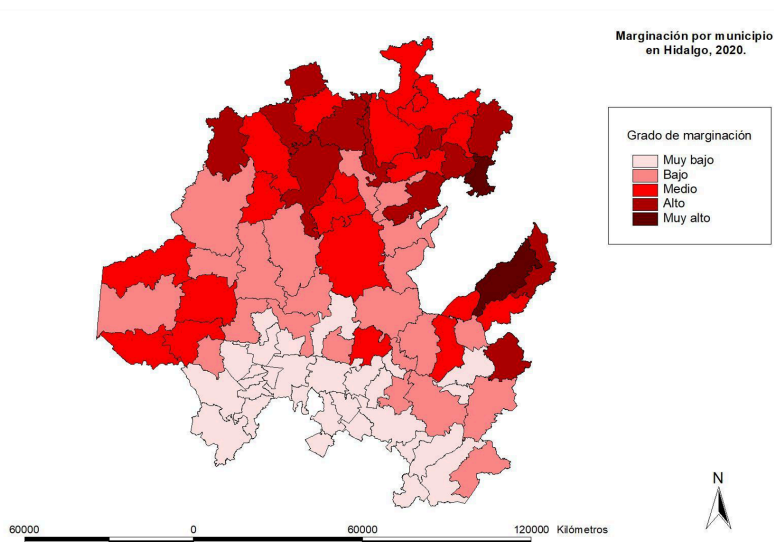 Marginación por municipio
en Hidalgo, 2020.
Grado de marginación
Muy bajo
Bajo
Medio
Alto
Muy alto
N
60000 0 60000 120000 Kilómetros